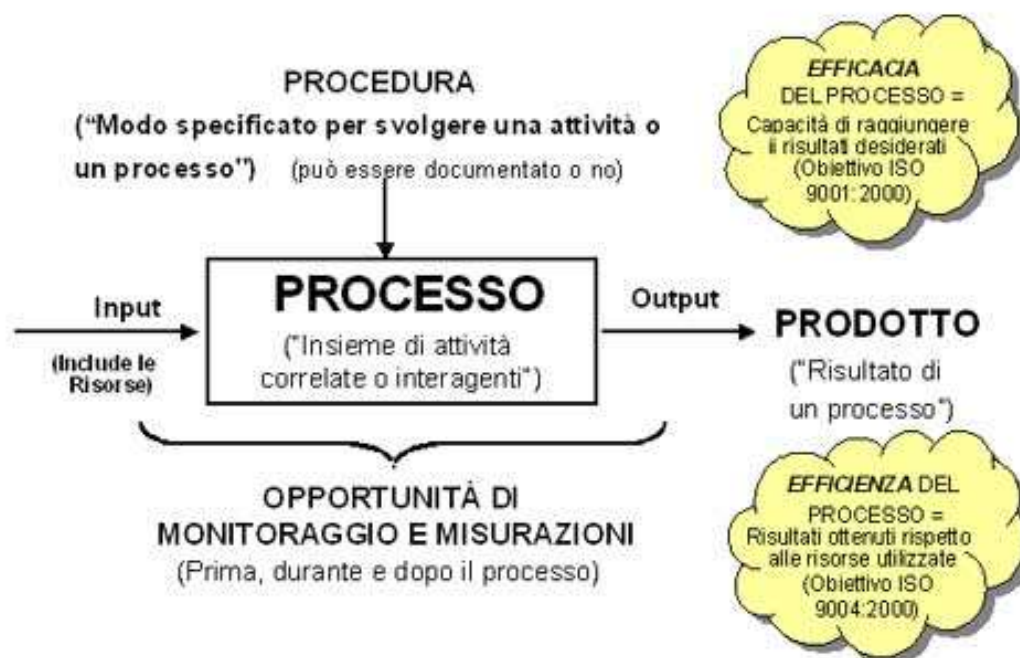 PROCEDURA
("Modo specificato per svolgere una attività o
un processo") (può essere documentato o no)
EFFICACIA
DEL PROCESSO =
Capacità di raggiungere
ii risultati desiderati
(Obiettivo ISO
9001:2000)
Input
(Include le
Risorse)
PROCESSO
("Insieme di attività
correlate o interagenti")
Output
PRODOTTO
("Risultato di
un processo")
OPPORTUNITÀ DI
MONITORAGGIO E MISURAZIONI
(Prima, durante e dopo il processo)
EFFICIENZA DEL
PROCESSO =
Risultati ottenuti rispetto
alle risorse utilizzate
(Obiettivo ISO
9004:2000)